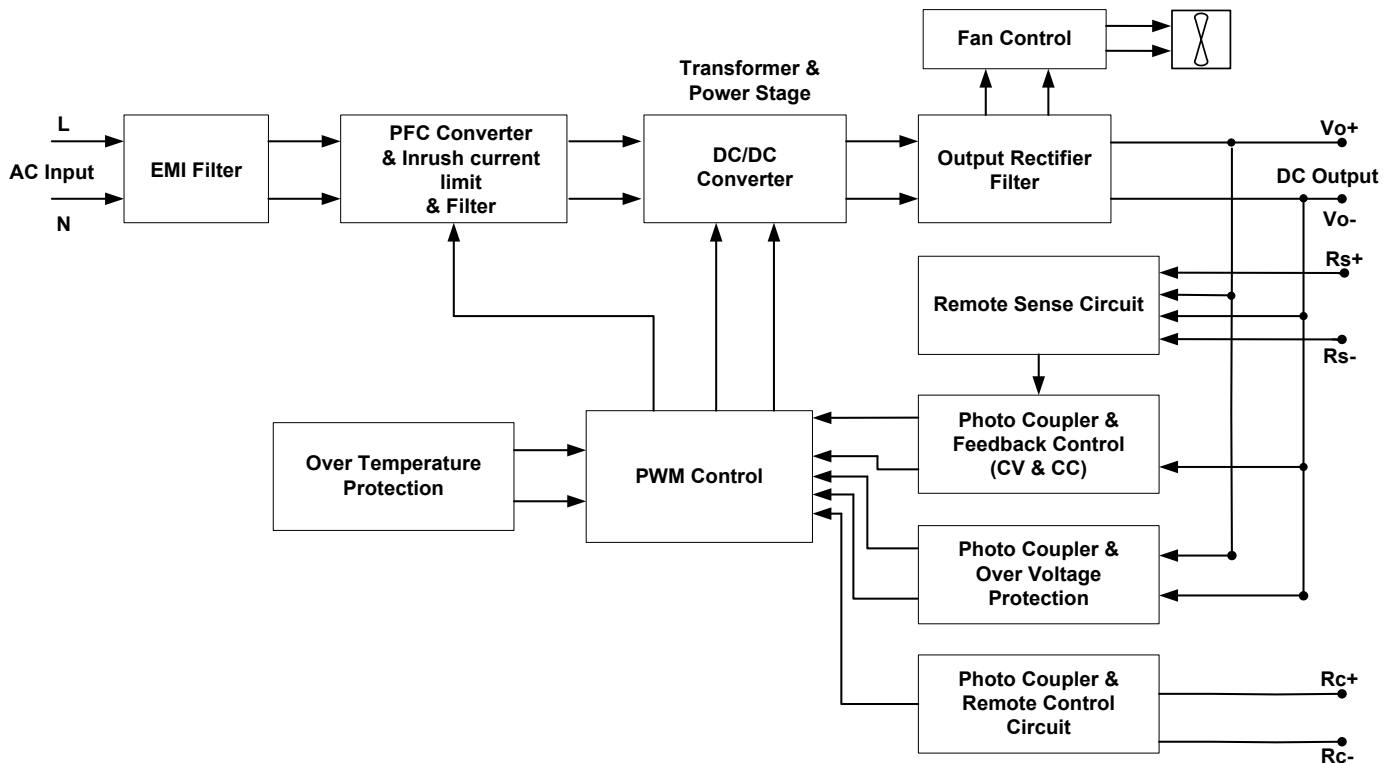 Fan Control
Transformer &
Power Stage
L
AC Input
N
EMI Filter
PFC Converter
& Inrush current
limit
& Filter
DC/DC
Converter
Output Rectifier
Filter
Vo+
DC Output
Vo-
Rs+
Remote Sense Circuit
Rs-
Over Temperature
Protection
PWM Control
Photo Coupler &
Feedback Control
(CV & CC)
Photo Coupler &
Over Voltage
Protection
Photo Coupler &
Remote Control
Circuit
Rc+
Rc-